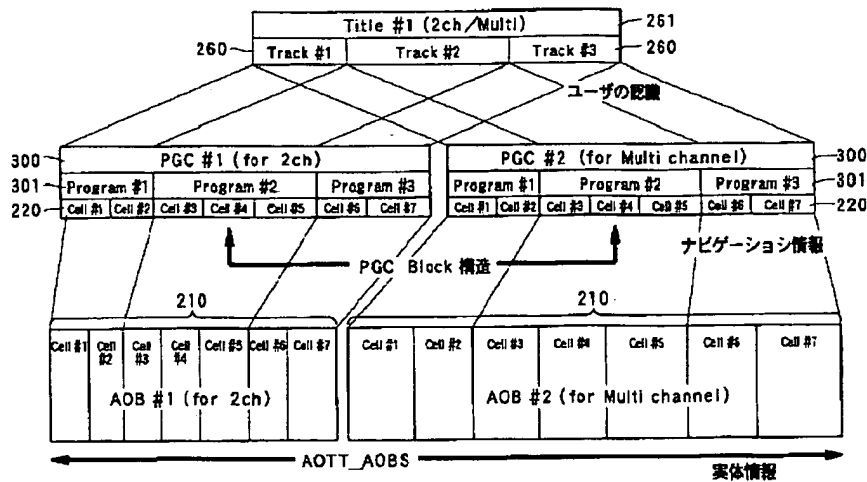 Title #1 (2ch/Multi) 261
260 Track #1 Track #2 Track #3 260
ユーザの認識
300 PGC #1 (for 2ch) PGC #2 (for Multi channel) 300
301 Program #1 Program #2 Program #3 Program #1 Program #2 Program #3 301
220 Cell #1 Cell #2 Cell #3 Cell #4 Cell #5 Cell #6 Cell #7 Cell #1 Cell #2 Cell #3 Cell #4 Cell #5 Cell #6 Cell #7 220
ナビゲーション情報
PGC Block 構造
210 210
Cell #1 Cell #2 Cell #3 Cell #4 Cell #5 Cell #6 Cell #7 Cell #1 Cell #2 Cell #3 Cell #4 Cell #5 Cell #6 Cell #7
AOB #1 (for 2ch) AOB #2 (for Multi channel)
AOTT_AOBS
実体情報